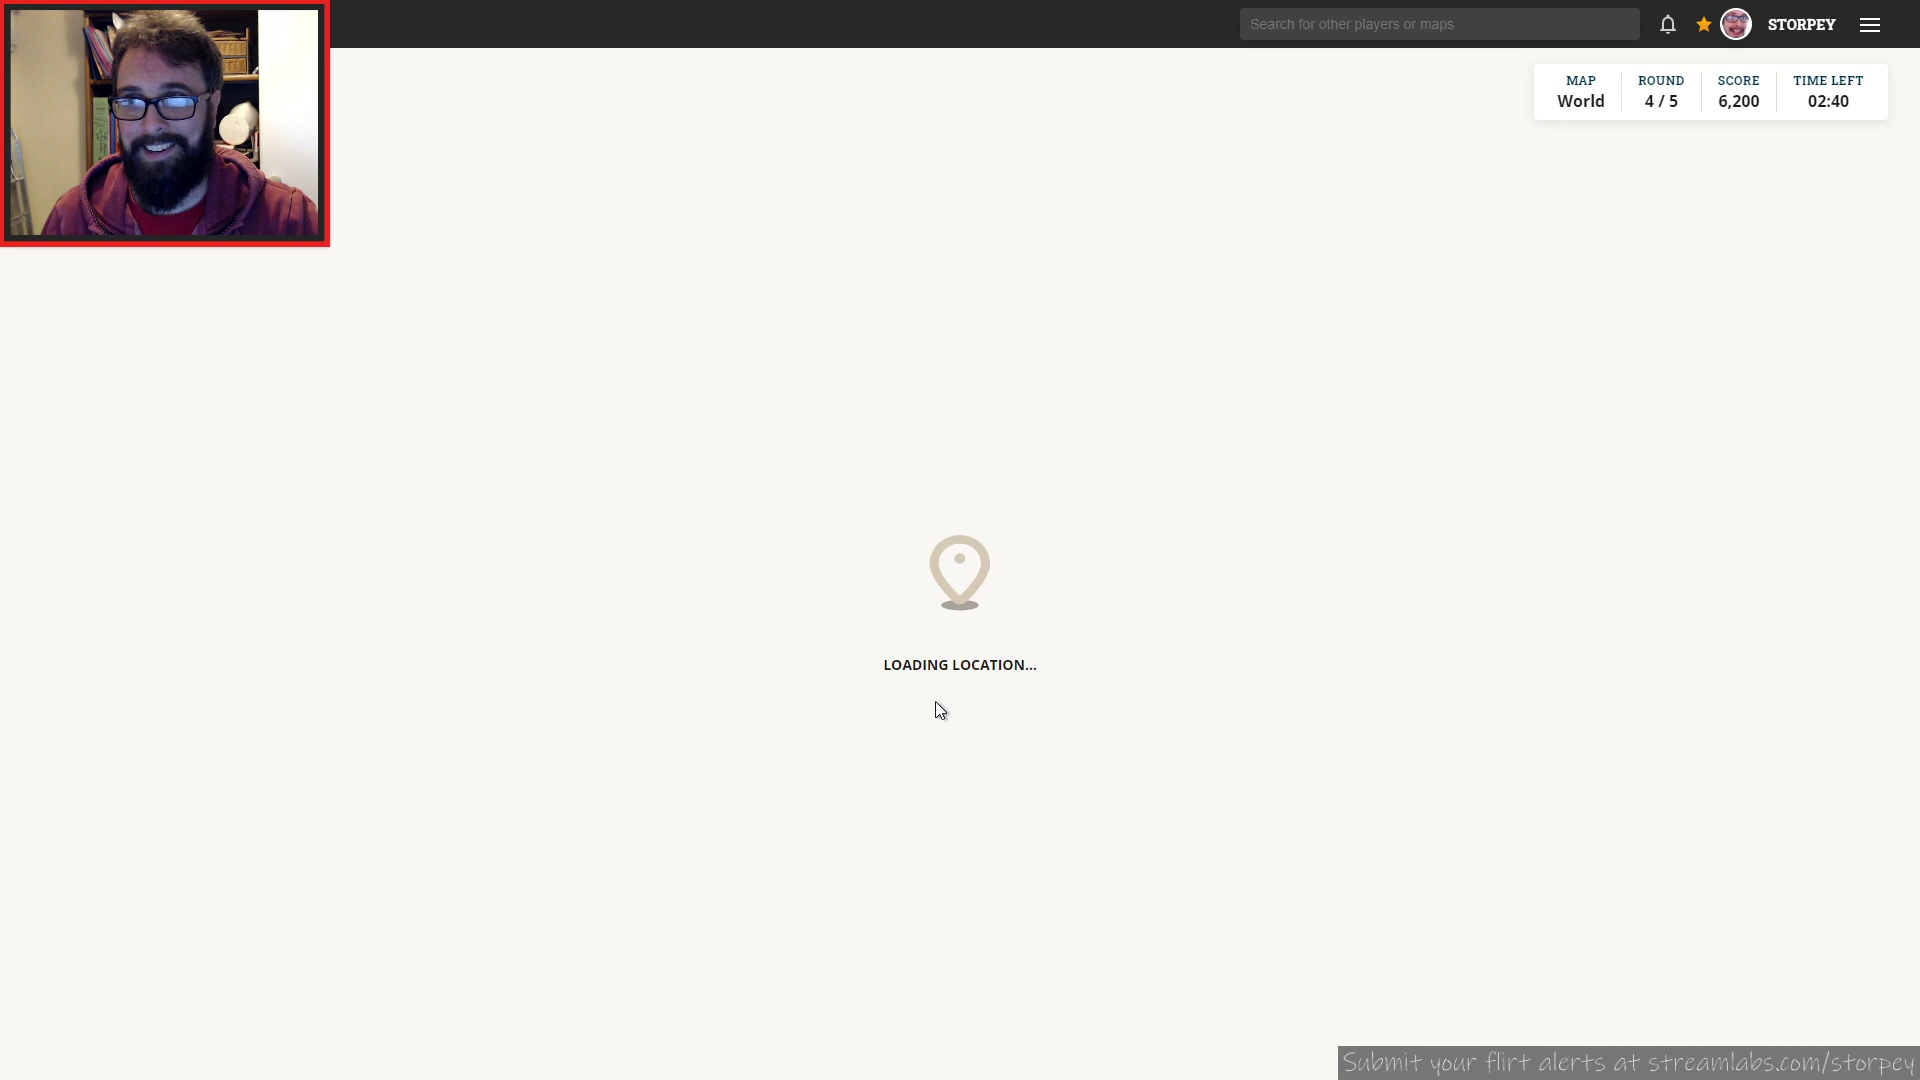 Search for other players or maps
STORPEY
MAP ROUND SCORE TIME LEFT
World 4 / 5 6,200 02:40
LOADING LOCATION...
Submit your flirt alerts at streamlabs.com/storpey